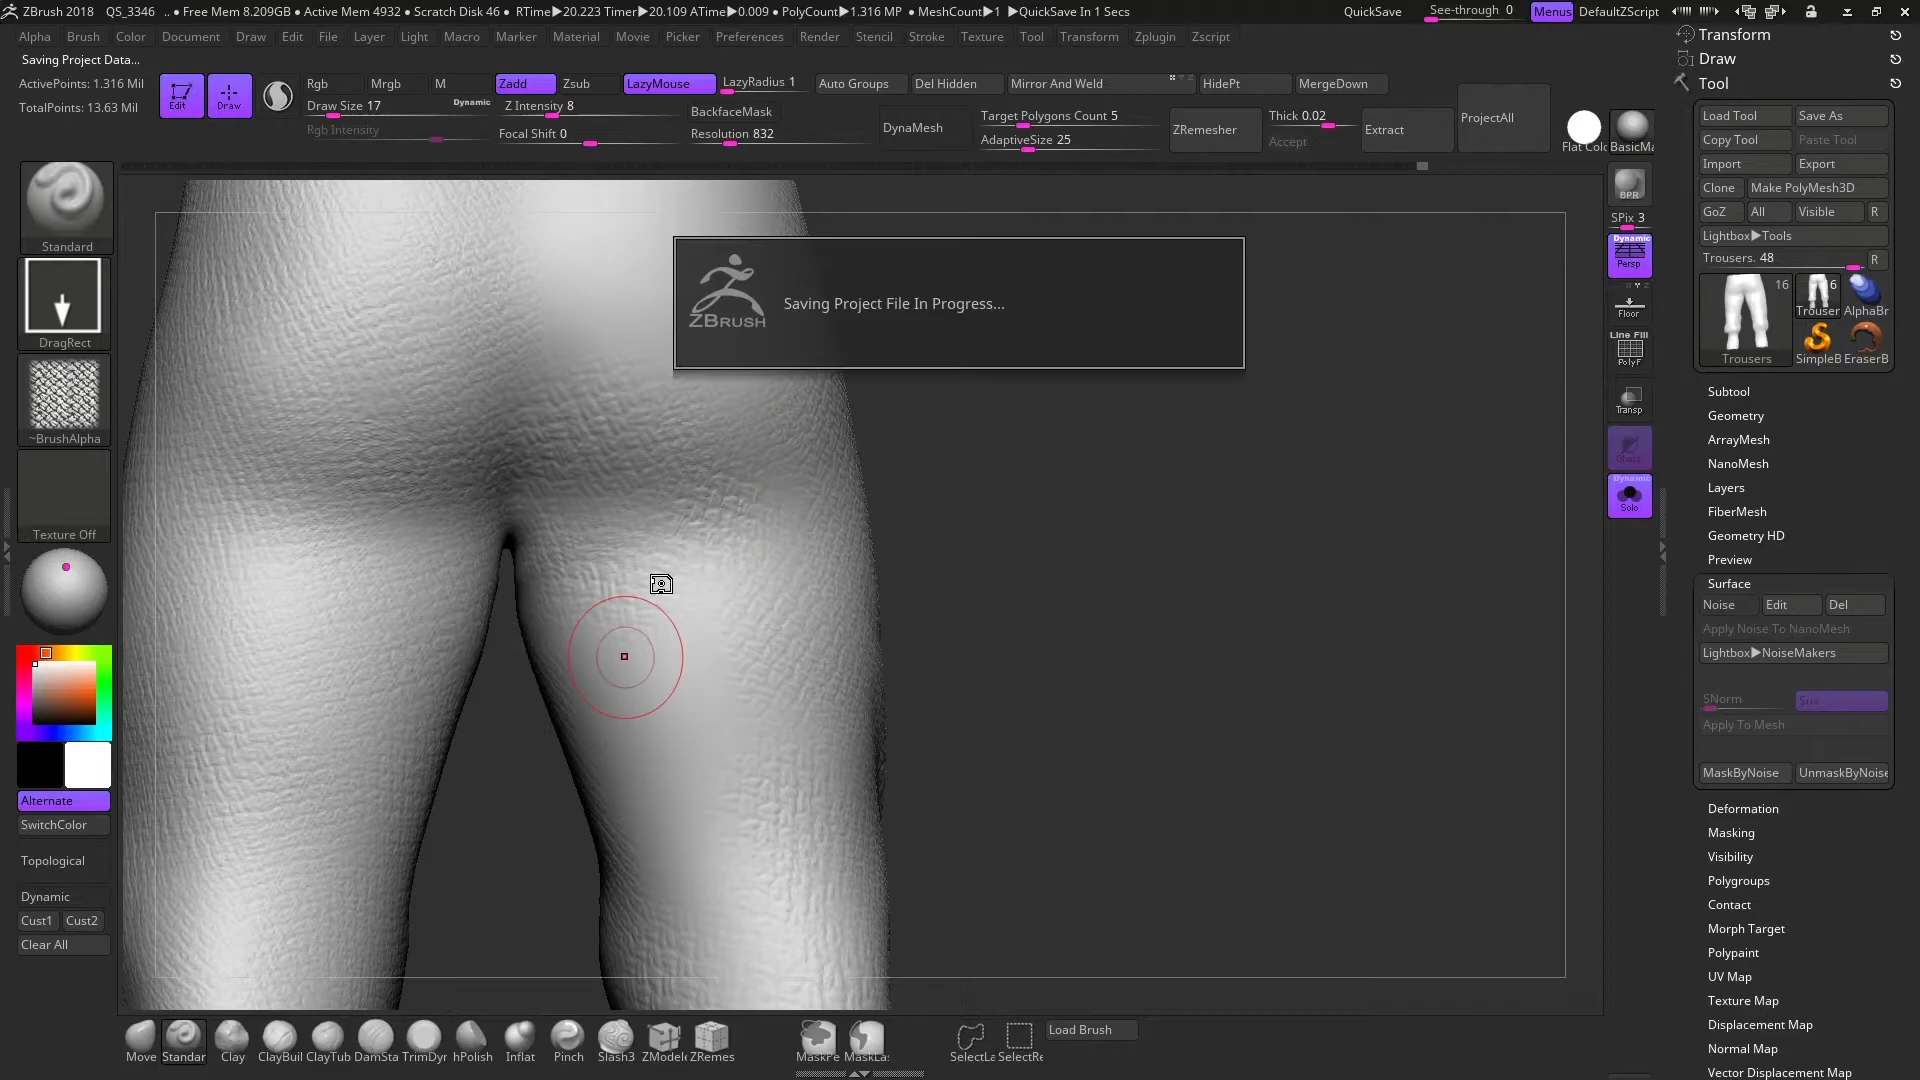 ZBrush 2018 QS_3346 .. • Free Mem 8.209GB • Active Mem 4932 • Scratch Disk 46 • RTime▶20.223 Timer▶20.109 ATime▶0.009 • PolyCount▶1.316 MP • MeshCount▶1 ▶QuickSave In 1 Secs QuickSave See-through 0 Menus DefaultZScript
Alpha Brush Color Document Draw Edit File Layer Light Macro Marker Material Movie Picker Preferences Render Stencil Stroke Texture Tool Transform Zplugin Zscript
Saving Project Data...
ActivePoints: 1.316 Mil
TotalPoints: 13.63 Mil
Edit
Draw
Rgb Mrgb M Zadd Zsub LazyMouse LazyRadius 1 Auto Groups Del Hidden Mirror And Weld HidePt MergeDown
Draw Size 17 Dynamic Z Intensity 8 BackfaceMask
Rgb Intensity Focal Shift 0 Resolution 832
DynaMesh
Target Polygons Count 5
AdaptiveSize 25
ZRemesher
Thick 0.02
Accept
Extract
ProjectAll
Flat Colo BasicMa
Standard
DragRect
~BrushAlpha
Texture Off
Alternate
SwitchColor
Topological
Dynamic
Cust1 Cust2
Clear All
ZBRUSH
Saving Project File In Progress...
BPR
SPix 3
Dynamic
Persp
Floor
Line Fill
PolyF
Transp
Ghost
Dynamic
Solo
Transform
Draw
Tool
Load Tool Save As
Copy Tool Paste Tool
Import Export
Clone Make PolyMesh3D
GoZ All Visible R
Lightbox▶Tools
Trousers. 48 R
16 6
Trouser AlphaBr
Trousers SimpleB EraserB
Subtool
Geometry
ArrayMesh
NanoMesh
Layers
FiberMesh
Geometry HD
Preview
Surface
Noise Edit Del
Apply Noise To NanoMesh
Lightbox▶NoiseMakers
SNorm
Apply To Mesh
MaskByNoise UnmaskByNoise
Deformation
Masking
Visibility
Polygroups
Contact
Morph Target
Polypaint
UV Map
Texture Map
Displacement Map
Normal Map
Vector Displacement Map
Move Standar Clay ClayBuil ClayTub DamSta TrimDyr hPolish Inflat Pinch Slash3 ZModele ZRemes MaskPe MaskLas SelectLa SelectRe
Load Brush